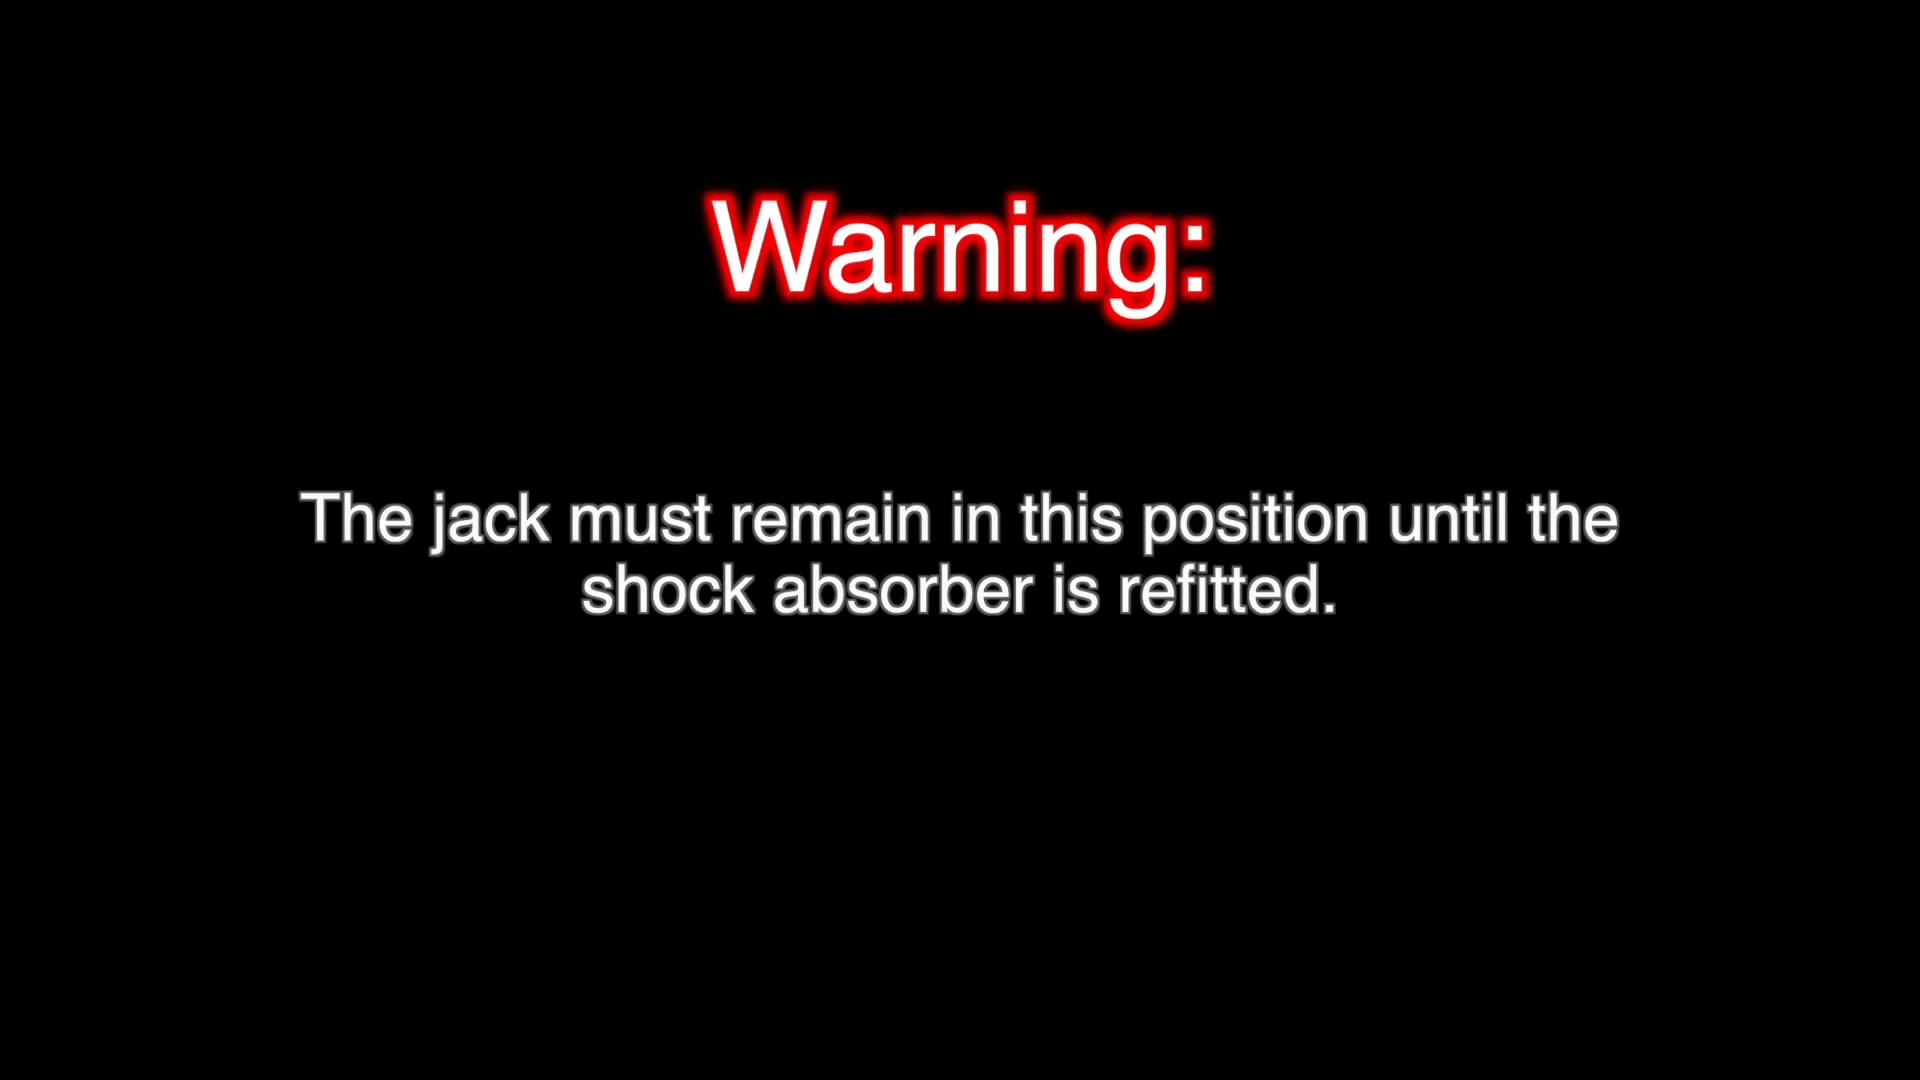 Warning:
The jack must remain in this position until the
shock absorber is refitted.